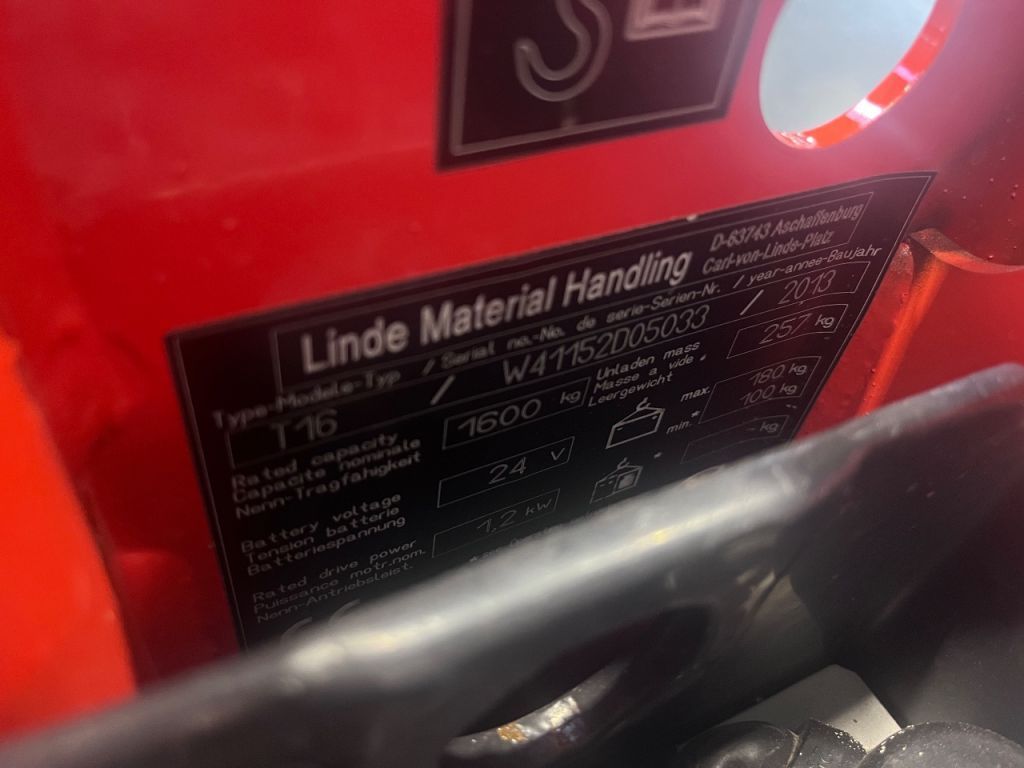 Linde Material Handling
D-63743 Aschaffenburg
Carl-von-Linde-Platz
Type-Modele-Typ / Serial no.-No. de serie-Serien-Nr. / year-annee-Baujahr
T16 / W41152D05033 / 2013
Rated capacity
Capacite nominale
Nenn-Tragfahigkeit
1600 kg
Unladen mass
Masse a vide
Leergewicht
257 kg
Battery voltage
Tension batterie
Batteriespannung
24 V
max. 180 kg
min.* 100 kg
Rated drive power
Puissance motr.nom.
Nenn-Antriebsleist.
1,2 kW
kg
CE